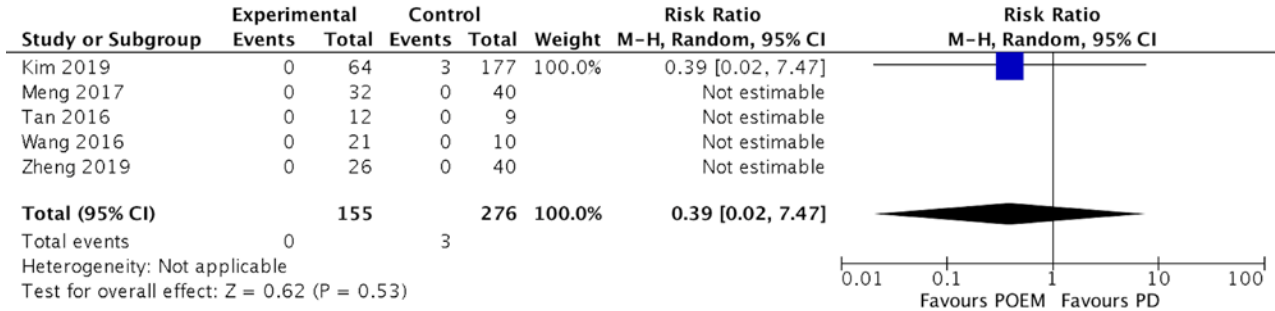 Experimental Control Risk Ratio Risk Ratio
Study or Subgroup Events Total Events Total Weight M-H, Random, 95% CI M-H, Random, 95% CI
Kim 2019 0 64 3 177 100.0% 0.39 [0.02, 7.47]
Meng 2017 0 32 0 40 Not estimable
Tan 2016 0 12 0 9 Not estimable
Wang 2016 0 21 0 10 Not estimable
Zheng 2019 0 26 0 40 Not estimable
Total (95% CI) 155 276 100.0% 0.39 [0.02, 7.47]
Total events 0 3
Heterogeneity: Not applicable
Test for overall effect: Z = 0.62 (P = 0.53)
0.01 0.1 1 10 100
Favours POEM Favours PD